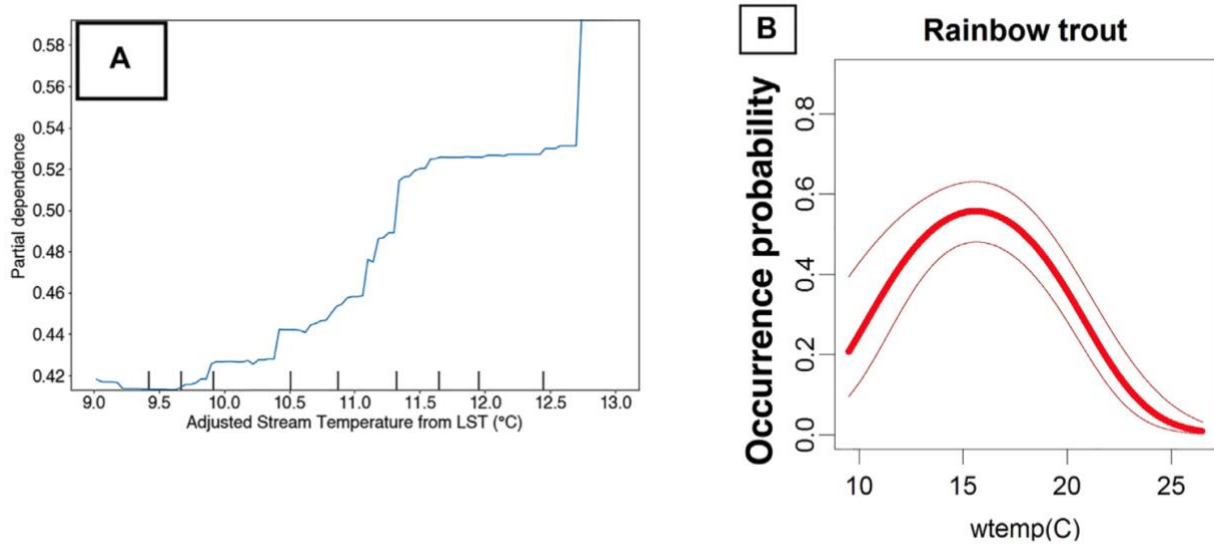 A
0.58
0.56
0.54
0.52
0.50
0.48
0.46
0.44
0.42
Partial dependence
9.0 9.5 10.0 10.5 11.0 11.5 12.0 12.5 13.0
Adjusted Stream Temperature from LST (°C)
B
Rainbow trout
Occurrence probability
0.8
0.6
0.4
0.2
0.0
10 15 20 25
wtemp(C)